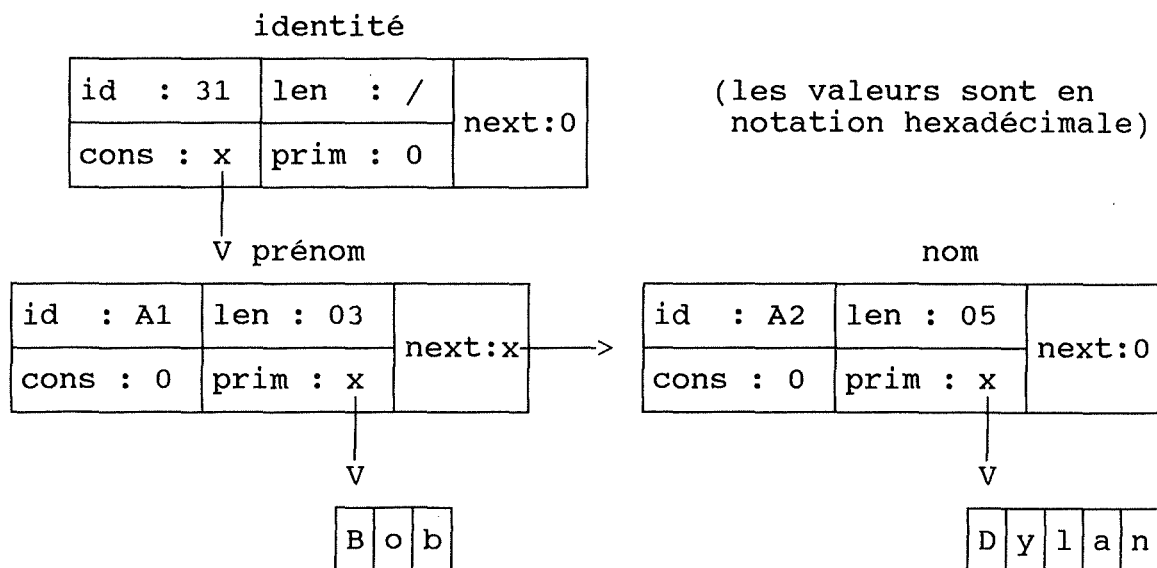 identité
id : 31 len : / next:0 (les valeurs sont en
notation hexadécimale)
cons : x prim : 0
V prénom nom
id : A1 len : 03 next:x > id : A2 len : 05 next:0
cons : 0 prim : x cons : 0 prim : x
V V
B o b D y l a n